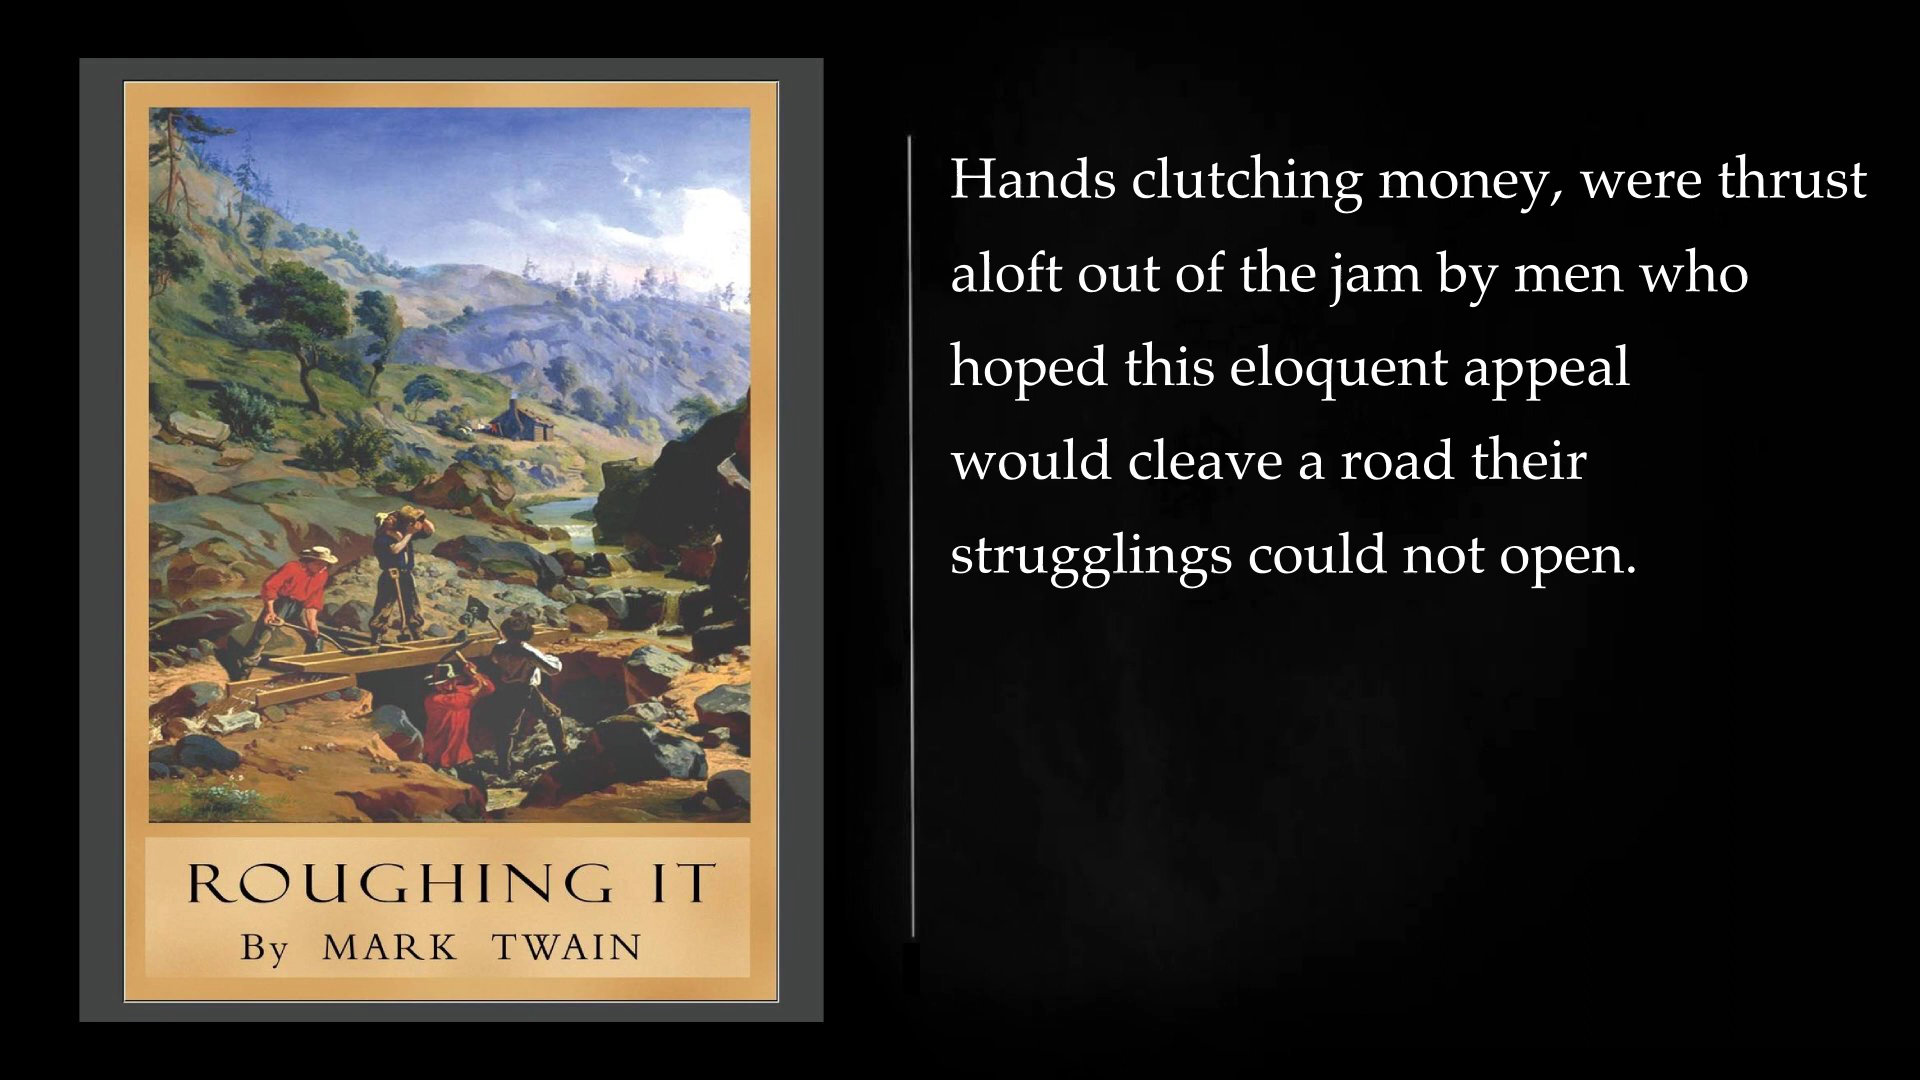 ROUGHING IT
By MARK TWAIN
Hands clutching money, were thrust
aloft out of the jam by men who
hoped this eloquent appeal
would cleave a road their
strugglings could not open.